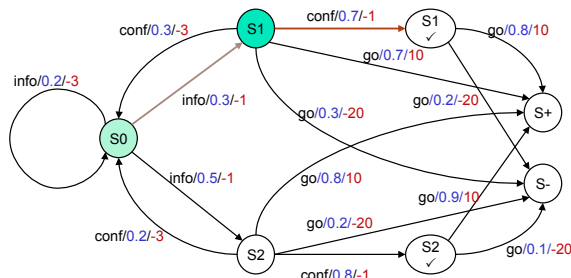 conf/0.7/-1
S1
S1
✓
go/0.8/10
conf/0.3/-3
go/0.7/10
info/0.2/-3
info/0.3/-1
go/0.3/-20
go/0.2/-20
S+
S0
info/0.5/-1
go/0.8/10
S-
go/0.9/10
conf/0.2/-3
go/0.2/-20
S2
S2
✓
go/0.1/-20
conf/0.8/-1